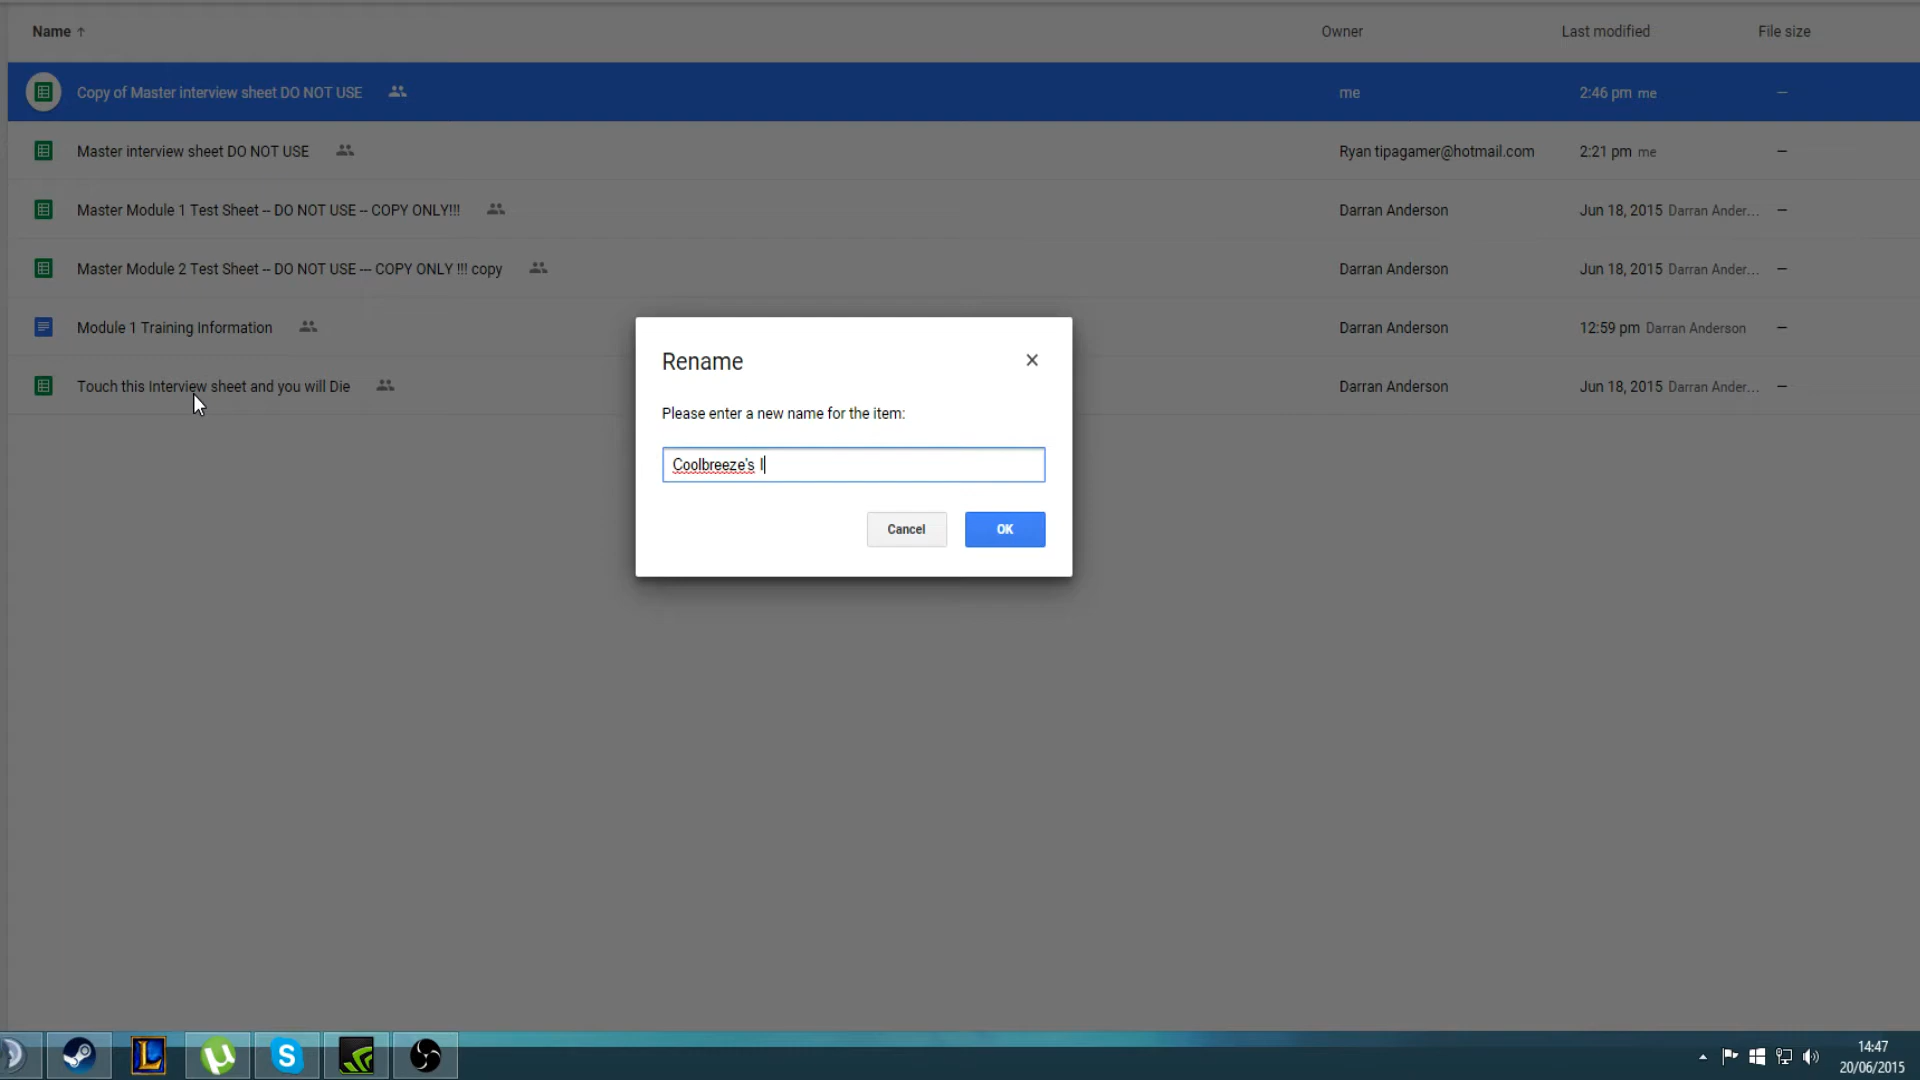 Name ↑ Owner Last modified File size
Copy of Master interview sheet DO NOT USE me 2:46 pm me —
Master interview sheet DO NOT USE Ryan tipagamer@hotmail.com 2:21 pm me —
Master Module 1 Test Sheet -- DO NOT USE -- COPY ONLY!!! Darran Anderson Jun 18, 2015 Darran Ander... —
Master Module 2 Test Sheet -- DO NOT USE --- COPY ONLY !!! copy Darran Anderson Jun 18, 2015 Darran Ander... —
Module 1 Training Information Darran Anderson 12:59 pm Darran Anderson —
Touch this Interview sheet and you will Die Darran Anderson Jun 18, 2015 Darran Ander... —
Rename
Please enter a new name for the item:
Coolbreeze's I
Cancel OK
14:47
20/06/2015